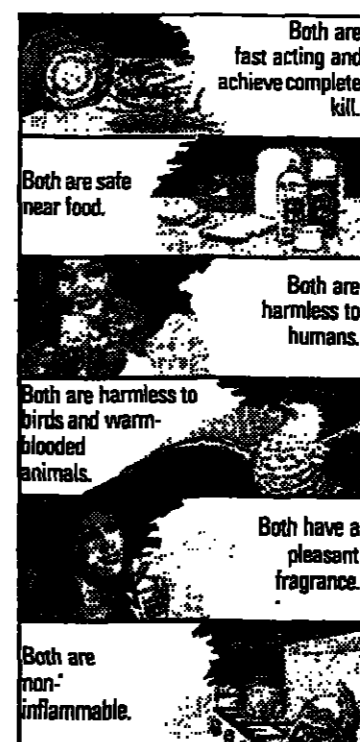 Both are
fast acting and
achieve complete
kill.
Both are safe
near food.
Both are
harmless to
humans.
Both are harmless to
birds and warm-
blooded
animals.
Both have a
pleasant
fragrance.
Both are
non-
inflammable.